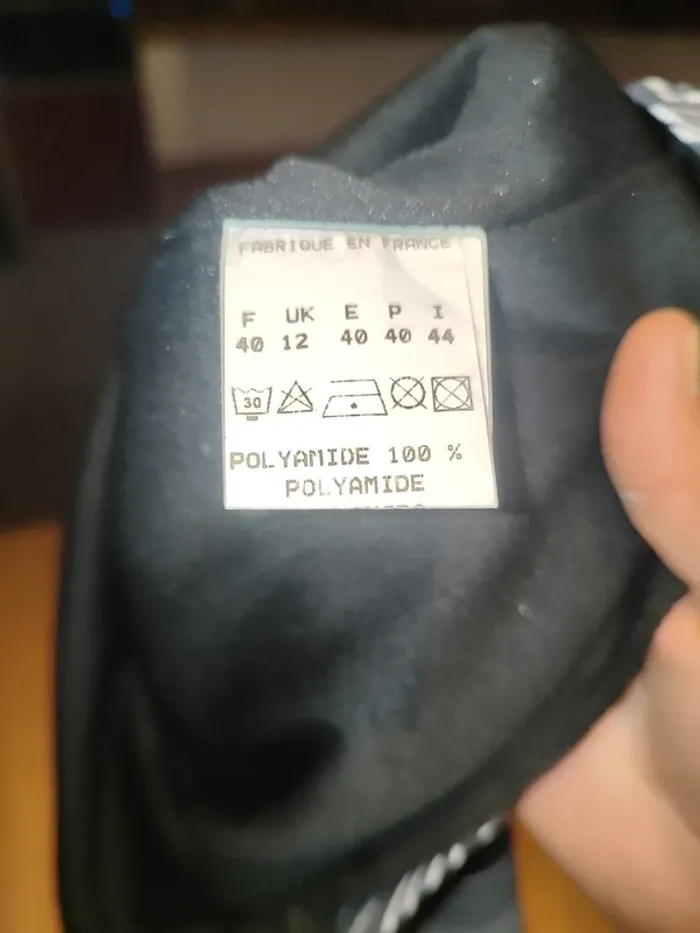 FABRIQUE EN FRANCE
F UK E P I
40 12 40 40 44
30
POLYAMIDE 100 %
POLYAMIDE